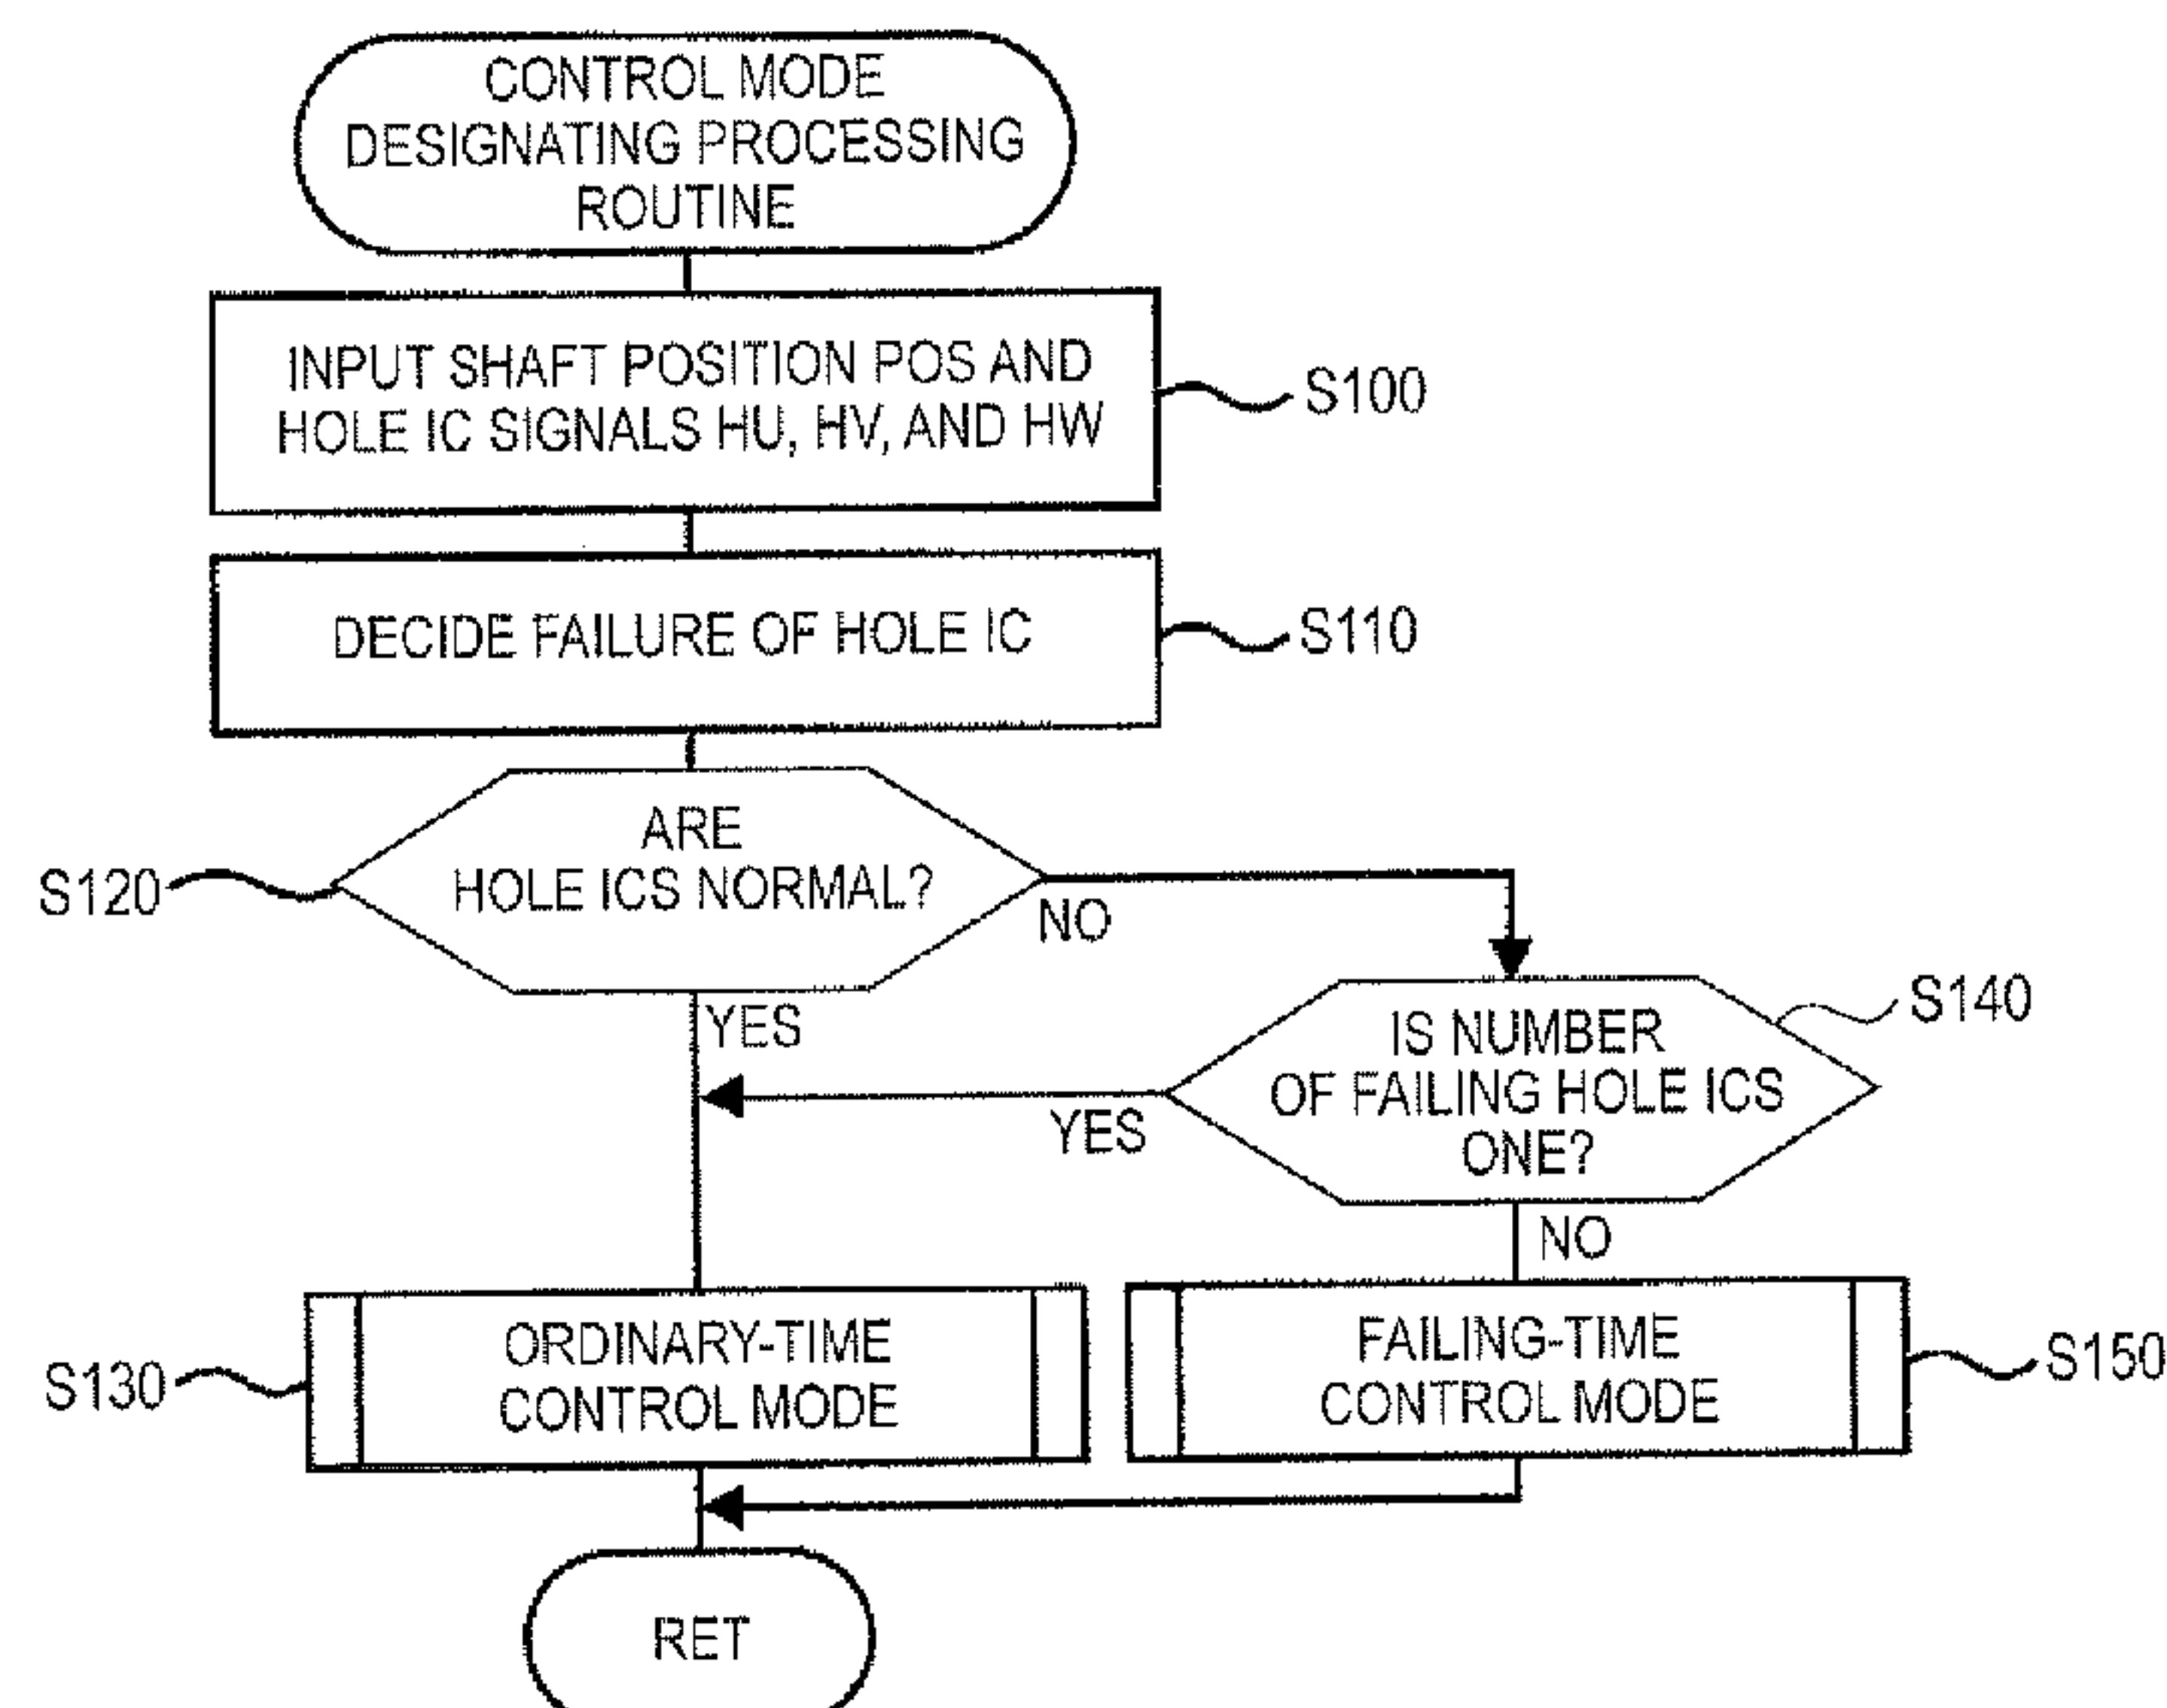 CONTROL MODE
DESIGNATING PROCESSING
ROUTINE
INPUT SHAFT POSITION POS AND
HOLE IC SIGNALS HU, HV, AND HW
S100
DECIDE FAILURE OF HOLE IC
S110
ARE
HOLE ICS NORMAL?
S120
NO
YES
IS NUMBER
OF FAILING HOLE ICS
ONE?
S140
YES
NO
ORDINARY-TIME
CONTROL MODE
S130
FAILING-TIME
CONTROL MODE
S150
RET